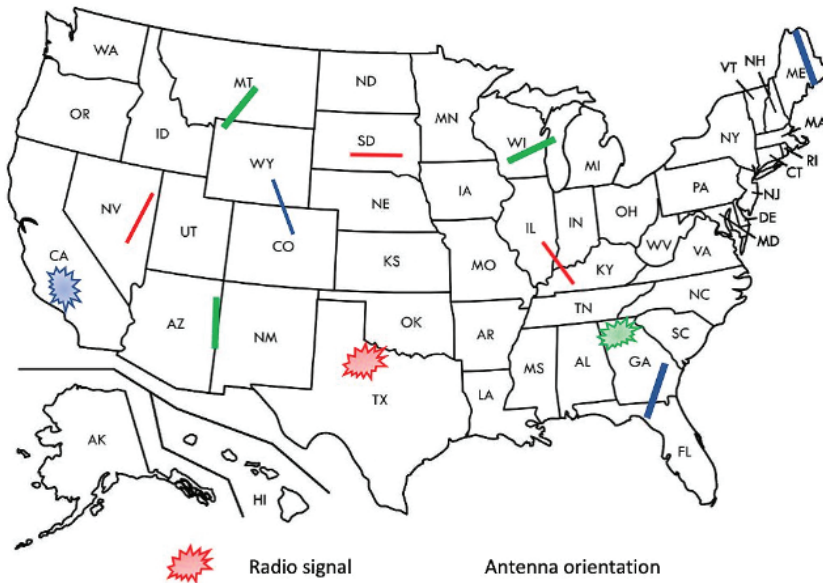 WA
MT
ND
MN
VT
NH
ME
OR
ID
SD
WI
MI
NY
MA
WY
RI
CT
NV
NE
IA
PA
NJ
UT
CO
IL
IN
OH
DE
MD
WV
VA
CA
KS
MO
KY
AZ
NM
OK
TN
NC
AR
SC
MS
AL
GA
TX
LA
AK
FL
HI
Radio signal
Antenna orientation